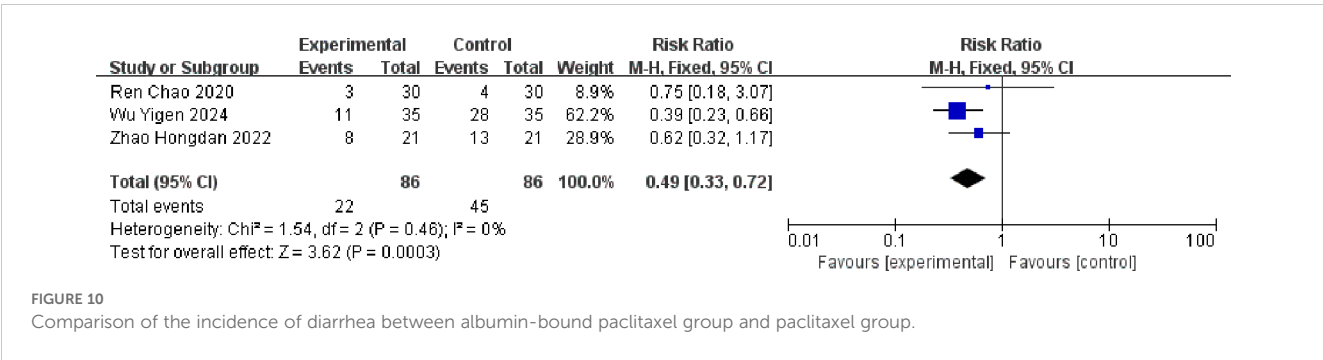 Experimental Control Risk Ratio Risk Ratio
Study or Subgroup Events Total Events Total Weight M-H, Fixed, 95% CI M-H, Fixed, 95% CI
Ren Chao 2020 3 30 4 30 8.9% 0.75 [0.18, 3.07]
Wu Yigen 2024 11 35 28 35 62.2% 0.39 [0.23, 0.66]
Zhao Hongdan 2022 8 21 13 21 28.9% 0.62 [0.32, 1.17]
Total (95% CI) 86 86 100.0% 0.49 [0.33, 0.72]
Total events 22 45
Heterogeneity: Chi² = 1.54, df = 2 (P = 0.46); I² = 0%
Test for overall effect: Z = 3.62 (P = 0.0003)
0.01 0.1 1 10 100
Favours [experimental] Favours [control]
FIGURE 10
Comparison of the incidence of diarrhea between albumin-bound paclitaxel group and paclitaxel group.